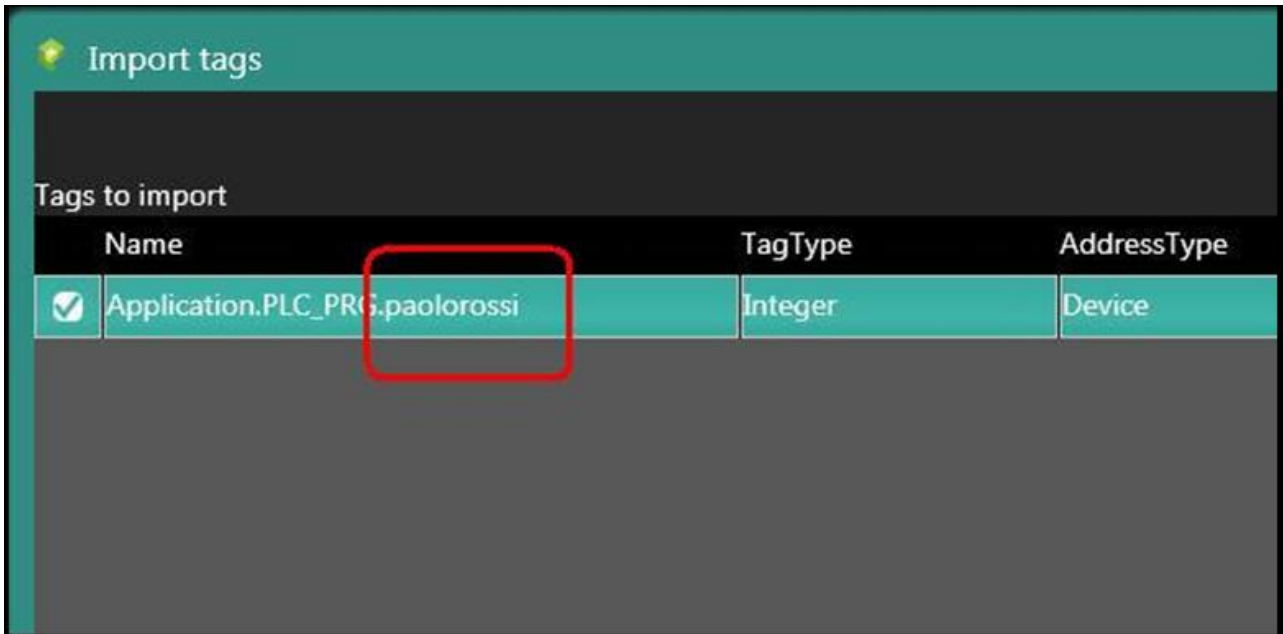 Import tags
Tags to import
Name TagType AddressType
Application.PLC_PRG.paolorossi Integer Device